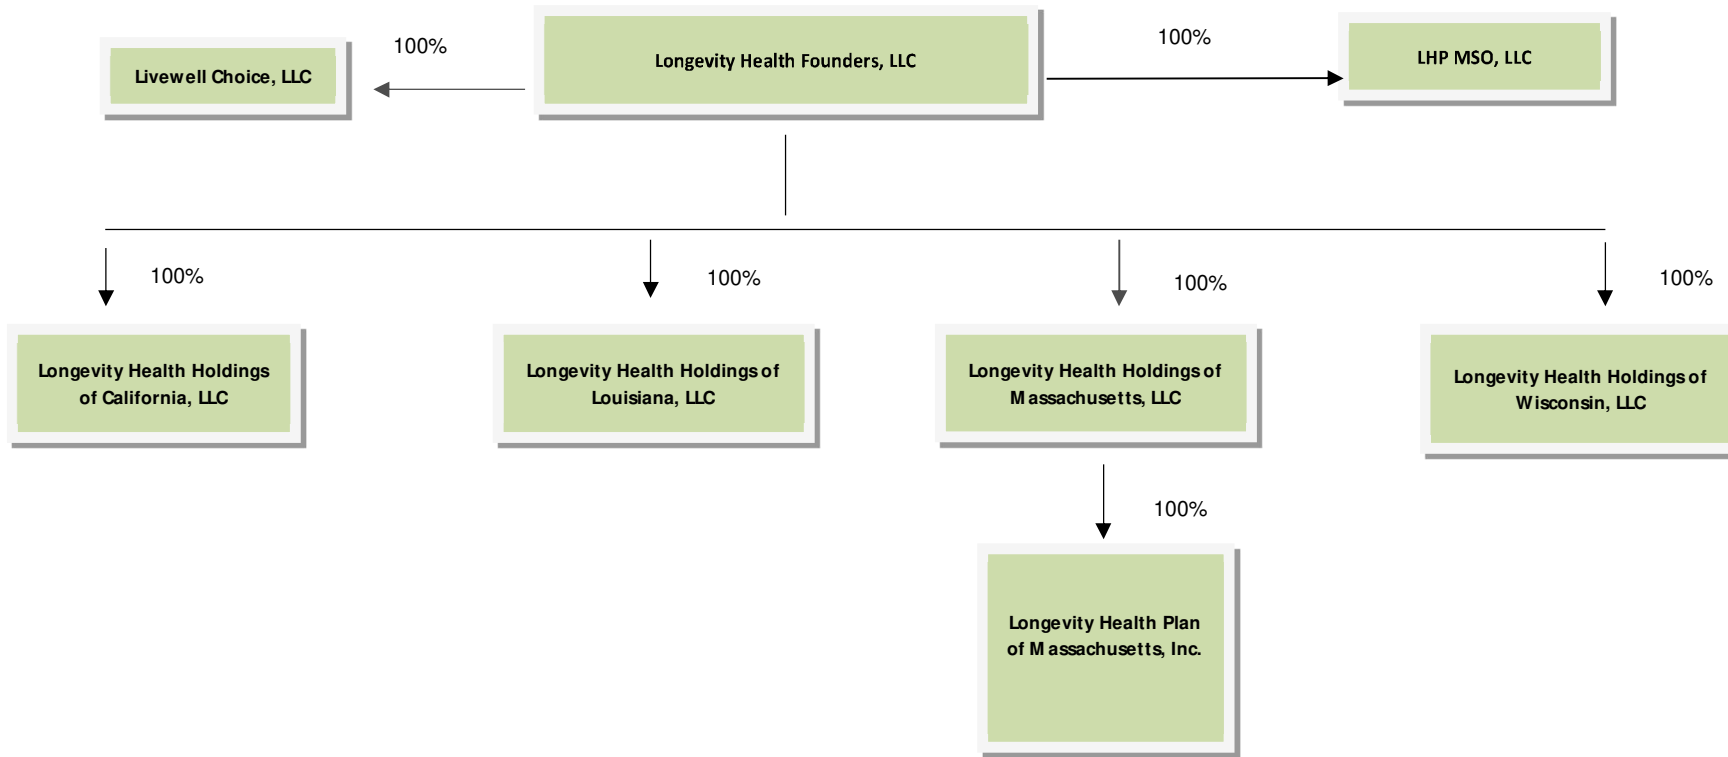 100%
Livewell Choice, LLC
Longevity Health Founders, LLC
100%
LHP MSO, LLC
100%
100%
100%
100%
Longevity Health Holdings
of California, LLC
Longevity Health Holdings of
Louisiana, LLC
Longevity Health Holdings of
Massachusetts, LLC
Longevity Health Holdings of
Wisconsin, LLC
100%
Longevity Health Plan
of Massachusetts, Inc.